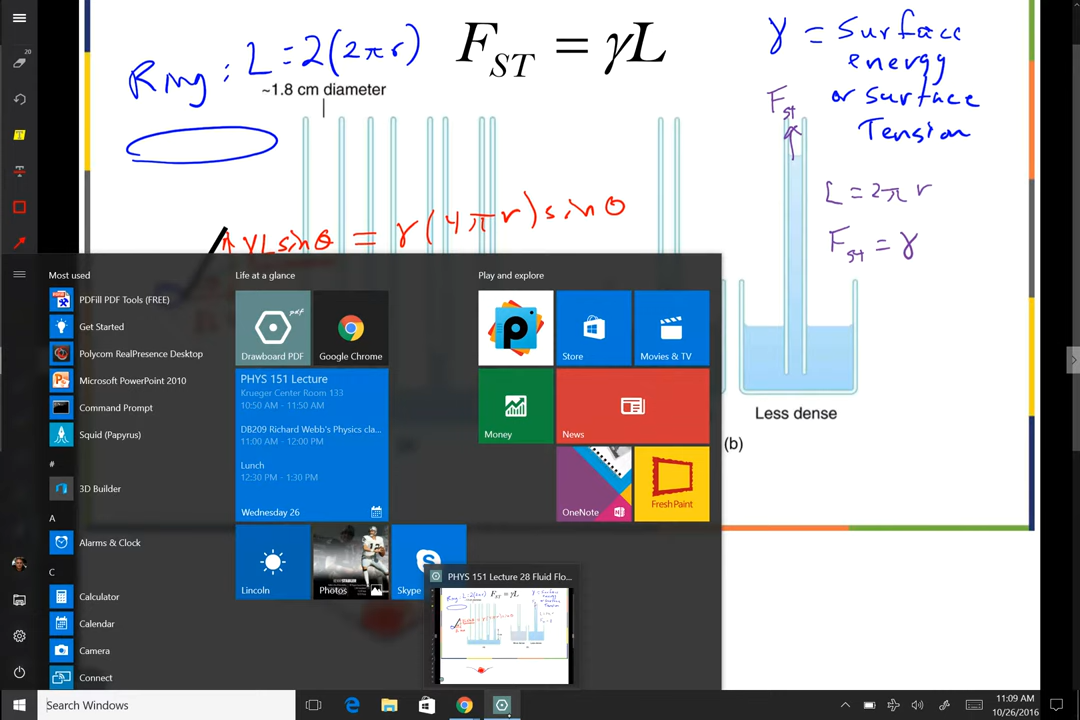 Ring : L = 2(2πr)
F_ST = γL
γ = Surface
energy
or surface
Tension
~1.8 cm diameter
F_st
L = 2πr
F_st = γ
γLsinθ = γ(4πr)sinθ
Less dense
(b)
20
T
Most used
PDFill PDF Tools (FREE)
Get Started
Polycom RealPresence Desktop
Microsoft PowerPoint 2010
Command Prompt
Squid (Papyrus)
#
3D Builder
A
Alarms & Clock
C
Calculator
Calendar
Camera
Connect
Life at a glance
pdf
Drawboard PDF
Google Chrome
PHYS 151 Lecture
Krueger Center Room 133
10:50 AM - 11:50 AM
DB209 Richard Webb's Physics cla...
11:00 AM - 12:00 PM
Lunch
12:30 PM - 1:30 PM
Wednesday 26
Lincoln
Photos
Skype
Play and explore
Store
Movies & TV
Money
News
OneNote
FreshPaint
PHYS 151 Lecture 28 Fluid Flo...
Search Windows
11:09 AM
10/26/2016